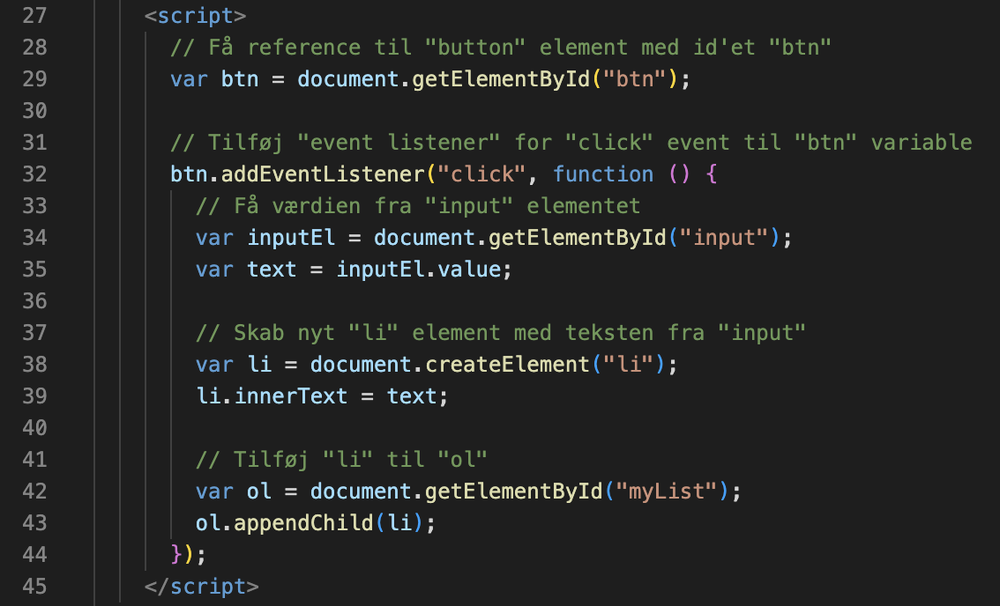 27 <script>
28 // Få reference til "button" element med id'et "btn"
29 var btn = document.getElementById("btn");
30
31 // Tilføj "event listener" for "click" event til "btn" variable
32 btn.addEventListener("click", function () {
33 // Få værdien fra "input" elementet
34 var inputEl = document.getElementById("input");
35 var text = inputEl.value;
36
37 // Skab nyt "li" element med teksten fra "input"
38 var li = document.createElement("li");
39 li.innerText = text;
40
41 // Tilføj "li" til "ol"
42 var ol = document.getElementById("myList");
43 ol.appendChild(li);
44 });
45 </script>